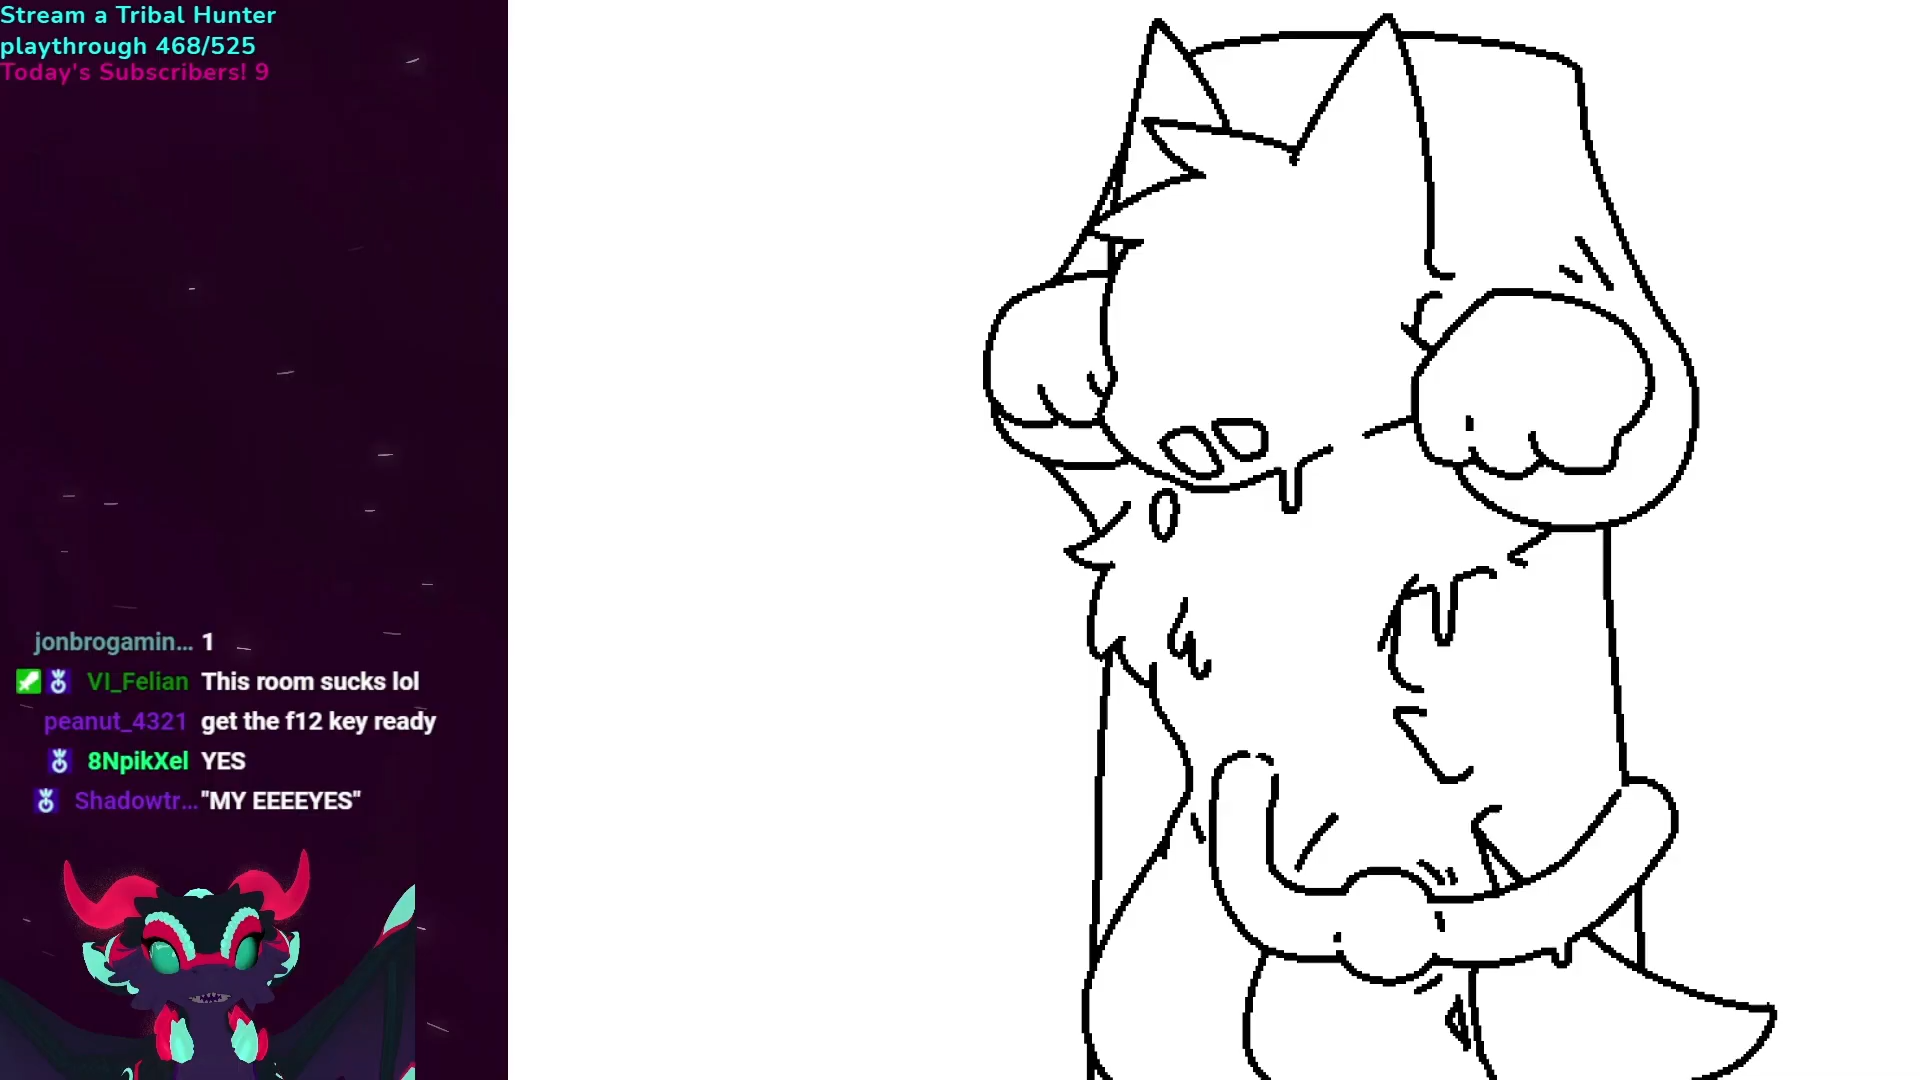 Stream a Tribal Hunter
playthrough 468/525
Today's Subscribers! 9
jonbrogamin... 1
VI_Felian This room sucks lol
peanut_4321 get the f12 key ready
8NpikXel YES
Shadowtr... "MY EEEEYES"